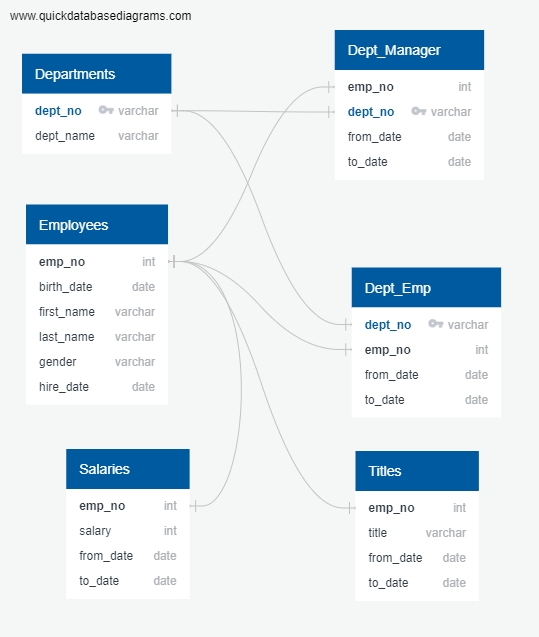 www.quickdatabasediagrams.com
Departments
dept_no varchar
dept_name varchar
Dept_Manager
emp_no int
dept_no varchar
from_date date
to_date date
Employees
emp_no int
birth_date date
first_name varchar
last_name varchar
gender varchar
hire_date date
Dept_Emp
dept_no varchar
emp_no int
from_date date
to_date date
Salaries
emp_no int
salary int
from_date date
to_date date
Titles
emp_no int
title varchar
from_date date
to_date date